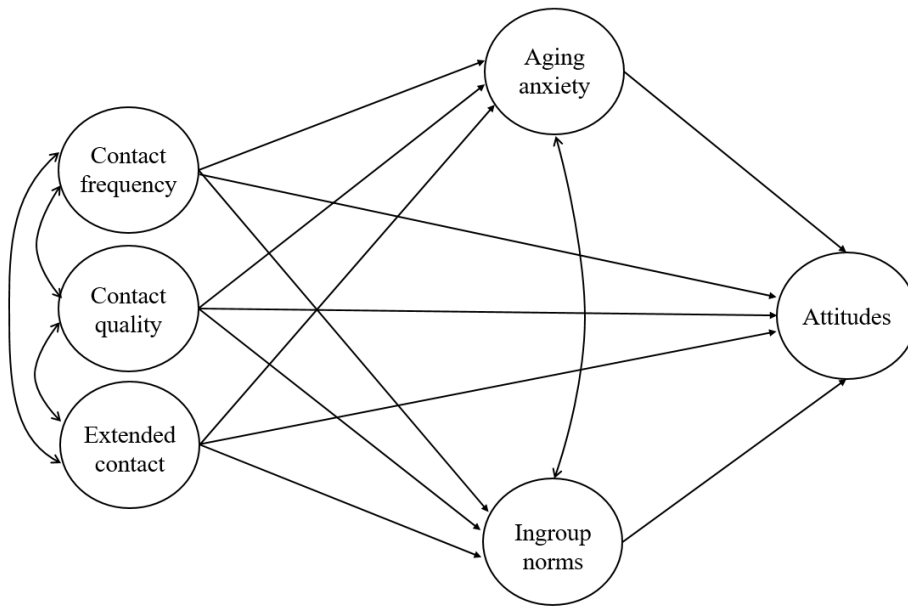 Aging
anxiety
Contact
frequency
Contact
quality
Attitudes
Extended
contact
Ingroup
norms